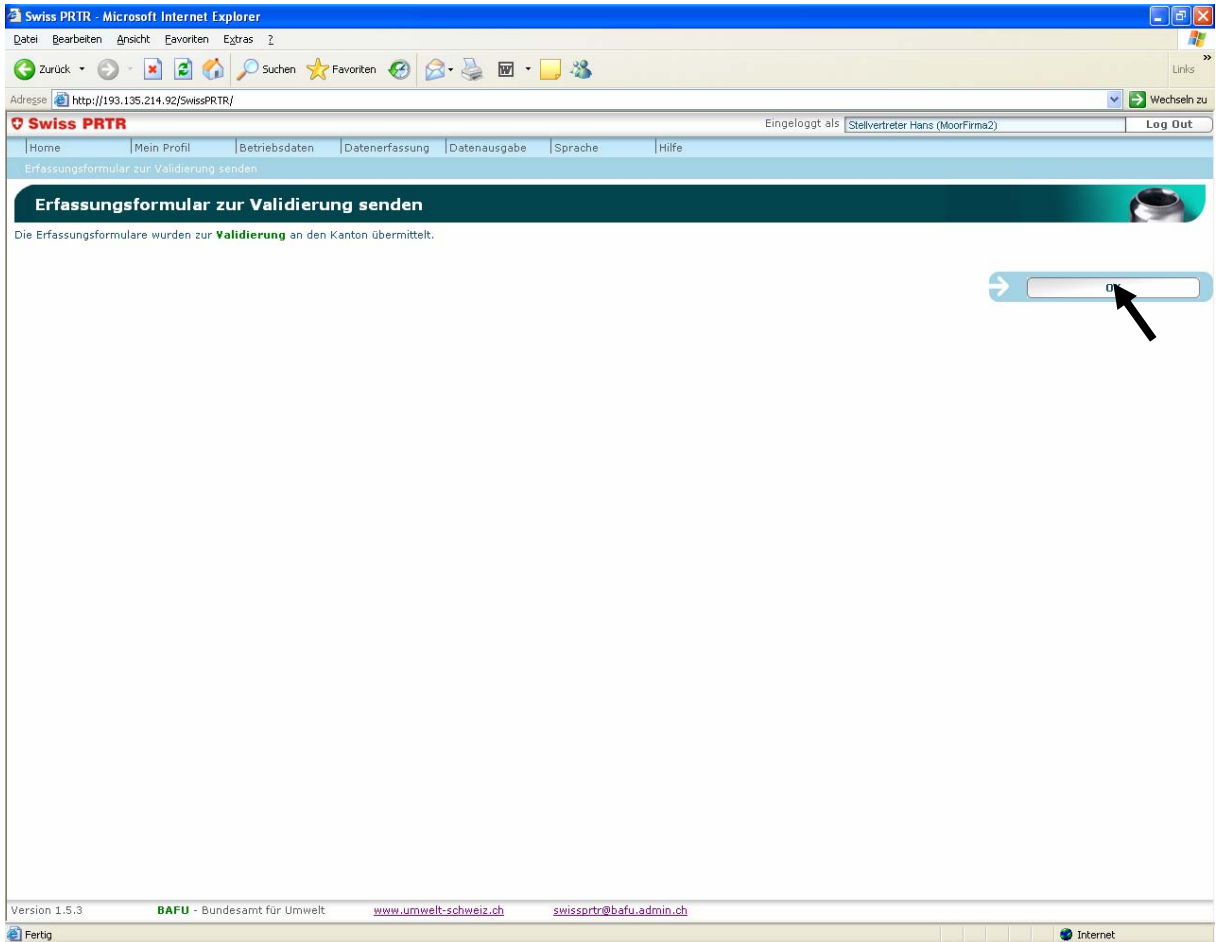 Swiss PRTR - Microsoft Internet Explorer
Datei Bearbeiten Ansicht Favoriten Extras ?
Zurück Suchen Favoriten Links
Adresse http://193.135.214.92/SwissPRTR/ Wechseln zu
Swiss PRTR Eingeloggt als Stellvertreter Hans (MoorFirma2) Log Out
Home Mein Profil Betriebsdaten Datenerfassung Datenausgabe Sprache Hilfe
Erfassungsformular zur Validierung senden
Erfassungsformular zur Validierung senden
Die Erfassungsformulare wurden zur Validierung an den Kanton übermittelt.
Version 1.5.3 BAFU - Bundesamt für Umwelt www.umwelt-schweiz.ch swissprtr@bafu.admin.ch
Fertig Internet